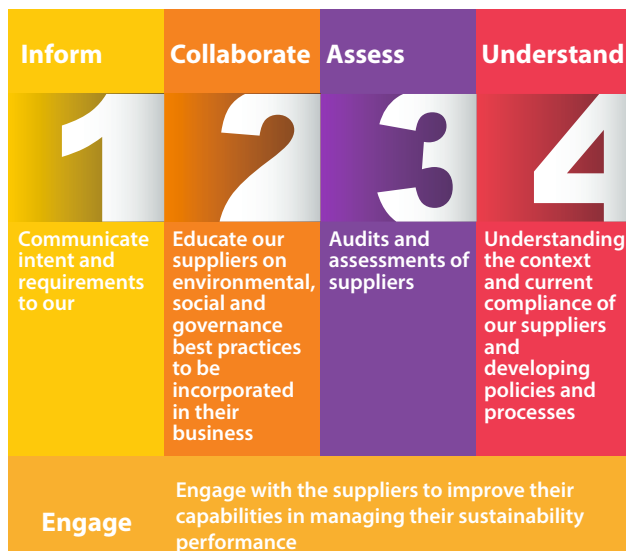 Inform
Collaborate
Assess
Understand
1
2
3
4
Communicate
intent and
requirements
to our
Educate our
suppliers on
environmental,
social and
governance
best practices
to be
incorporated
in their
business
Audits and
assessments of
suppliers
Understanding
the context
and current
compliance of
our suppliers
and
developing
policies and
processes
Engage
Engage with the suppliers to improve their
capabilities in managing their sustainability
performance